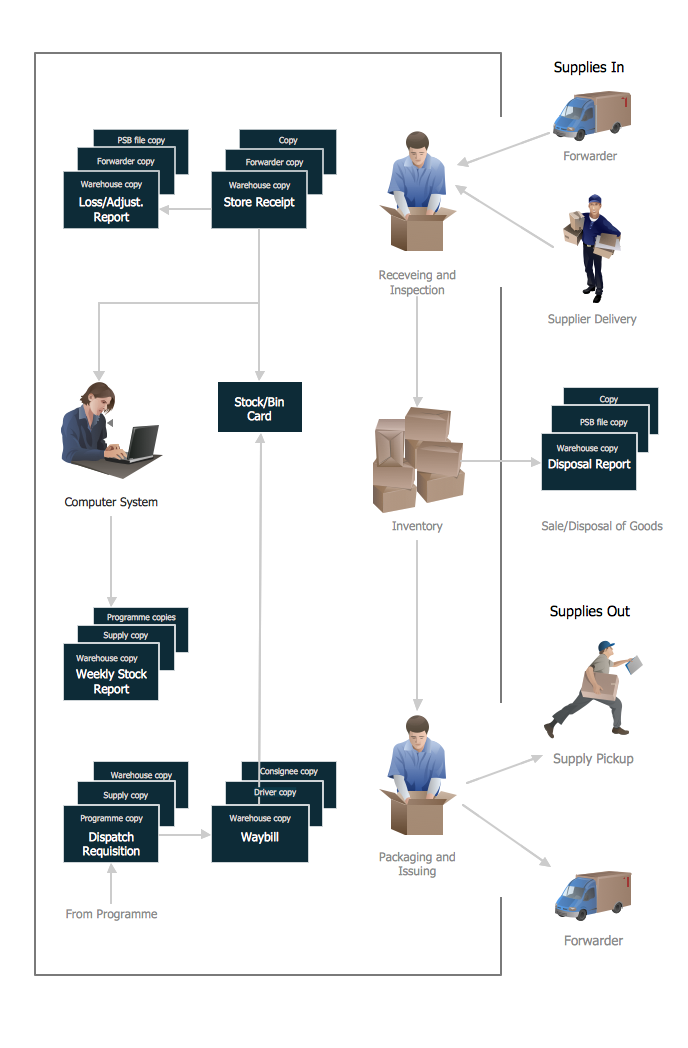 Supplies In
Forwarder
PSB file copy
Forwarder copy
Warehouse copy
Loss/Adjust.
Report
Copy
Forwarder copy
Warehouse copy
Store Receipt
Receveing and
Inspection
Supplier Delivery
Stock/Bin
Card
Computer System
Inventory
Copy
PSB file copy
Warehouse copy
Disposal Report
Sale/Disposal of Goods
Supplies Out
Programme copies
Supply copy
Warehouse copy
Weekly Stock
Report
Supply Pickup
Warehouse copy
Supply copy
Programme copy
Dispatch
Requisition
Consignee copy
Driver copy
Warehouse copy
Waybill
Packaging and
Issuing
From Programme
Forwarder